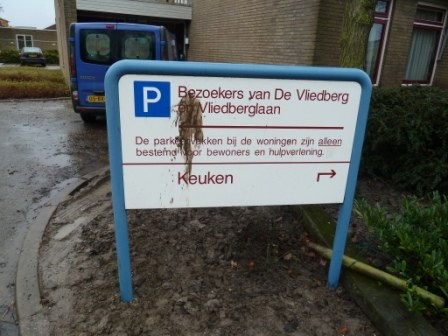 P Bezoekers van De Vliedberg
Vliedberglaan
De parkeervakken bij de woningen zijn alleen
bestemd voor bewoners en hulpverlening.
Keuken